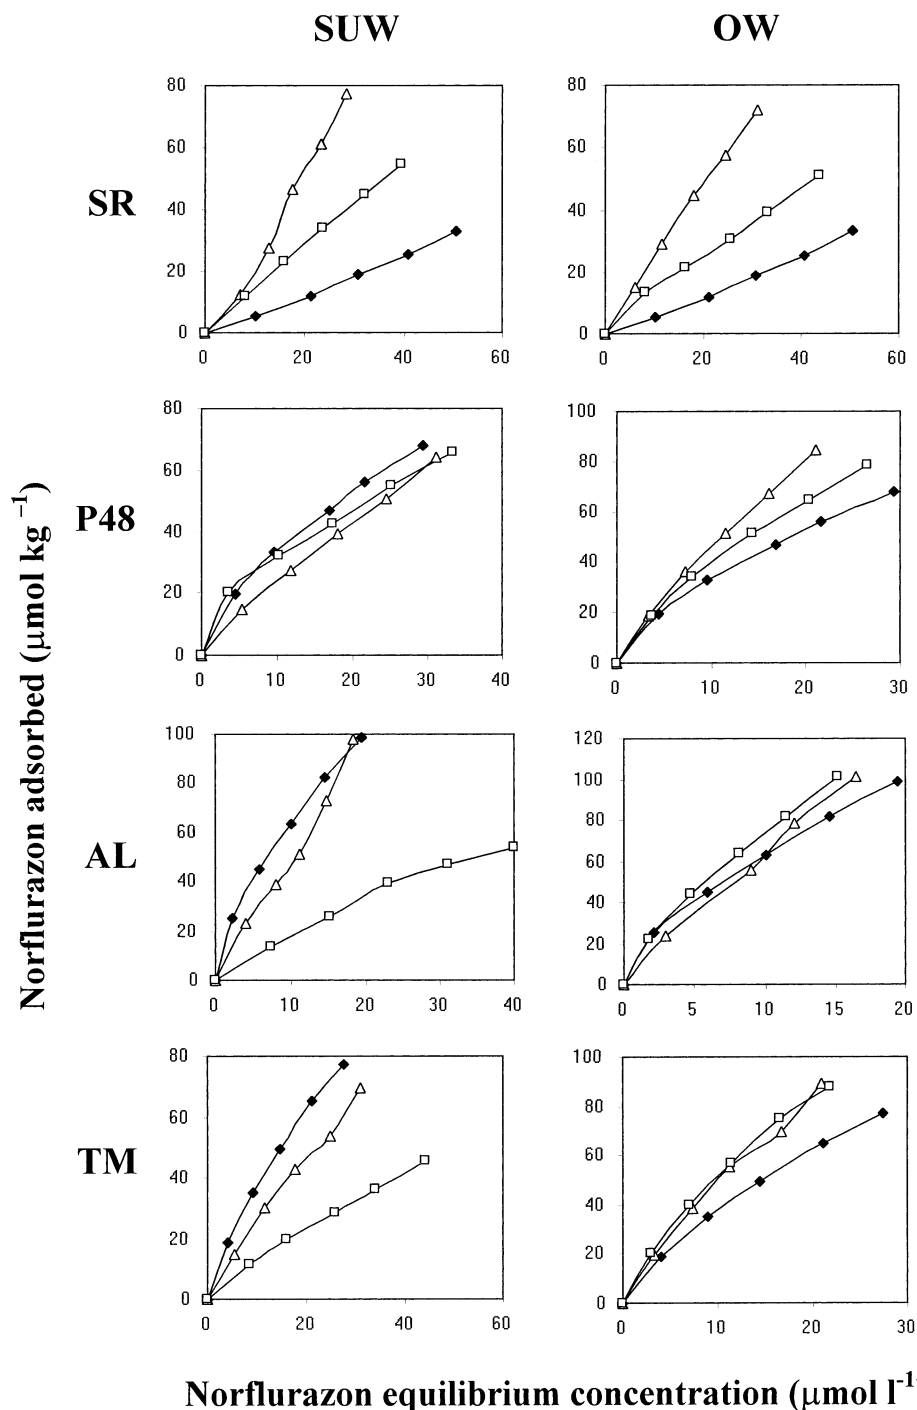 SUW OW
SR
80 60 40 20 0
0 20 40 60
80 60 40 20 0
0 20 40 60
P48
80 60 40 20 0
0 10 20 30 40
100 80 60 40 20 0
0 10 20 30
AL
100 80 60 40 20 0
0 10 20 30 40
120 100 80 60 40 20 0
0 5 10 15 20
TM
80 60 40 20 0
0 20 40 60
100 80 60 40 20 0
0 10 20 30
Norflurazon adsorbed (μmol kg⁻¹)
Norflurazon equilibrium concentration (μmol l⁻¹